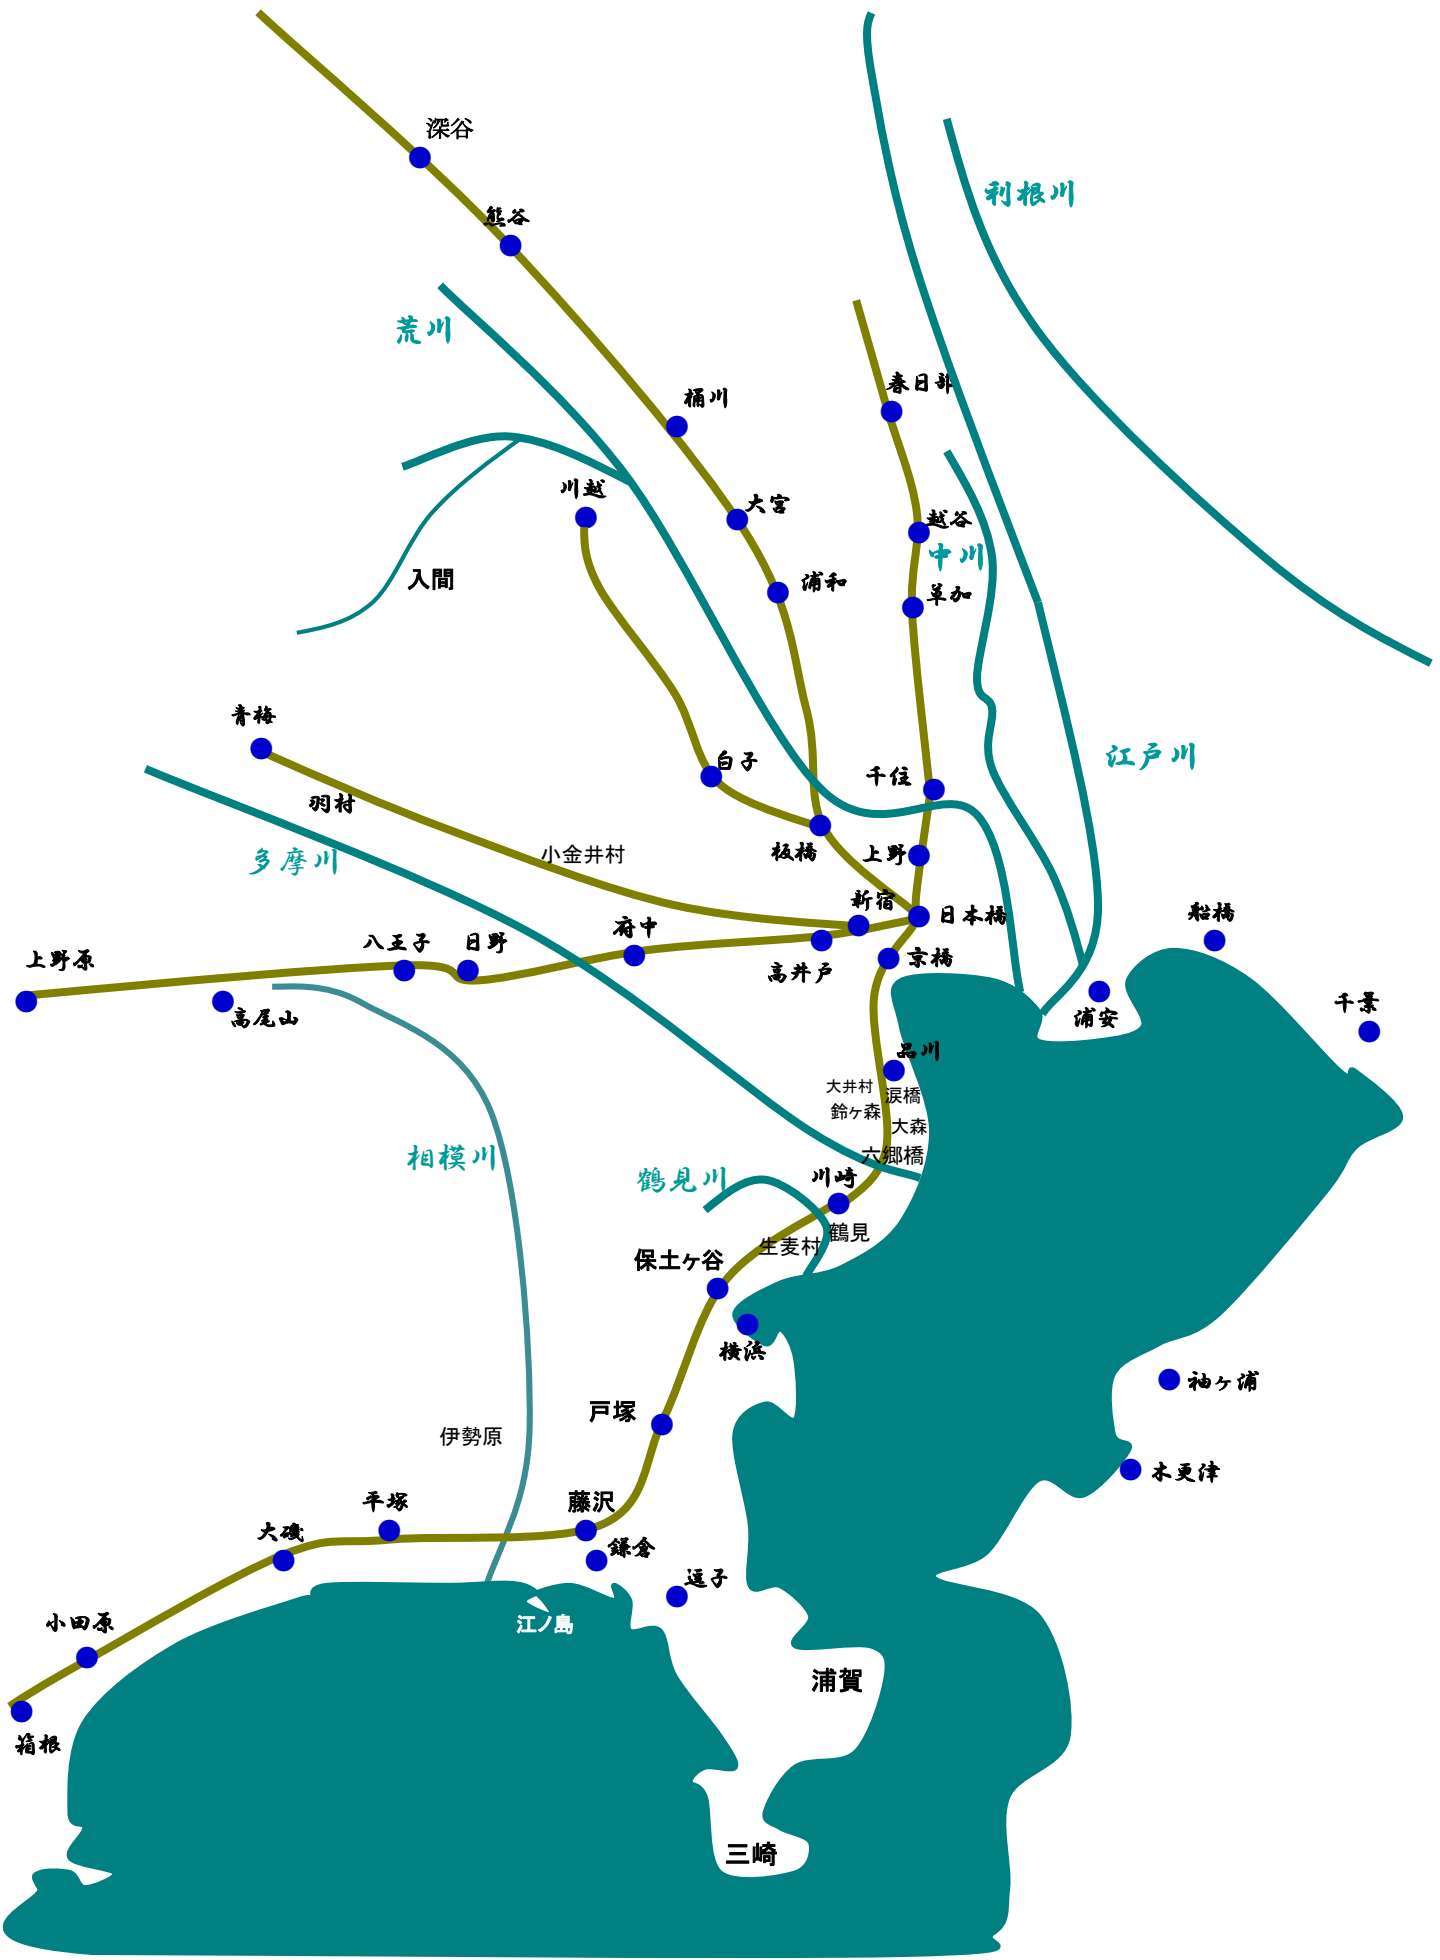 深谷
利根川
熊谷
荒川
春日部
桶川
川越
大宮
越谷
中川
入間
浦和
草加
青梅
江戸川
白子
千住
羽村
多摩川
小金井村
板橋
上野
新宿
日本橋
船橋
府中
八王子
日野
上野原
高井戸
京橋
千葉
高尾山
浦安
品川
大井村
涙橋
鈴ヶ森
大森
相模川
六郷橋
鶴見川
川崎
鶴見
生麦村
保土ヶ谷
横浜
袖ヶ浦
戸塚
伊勢原
木更津
平塚
藤沢
大磯
鎌倉
逗子
小田原
江ノ島
浦賀
箱根
三崎